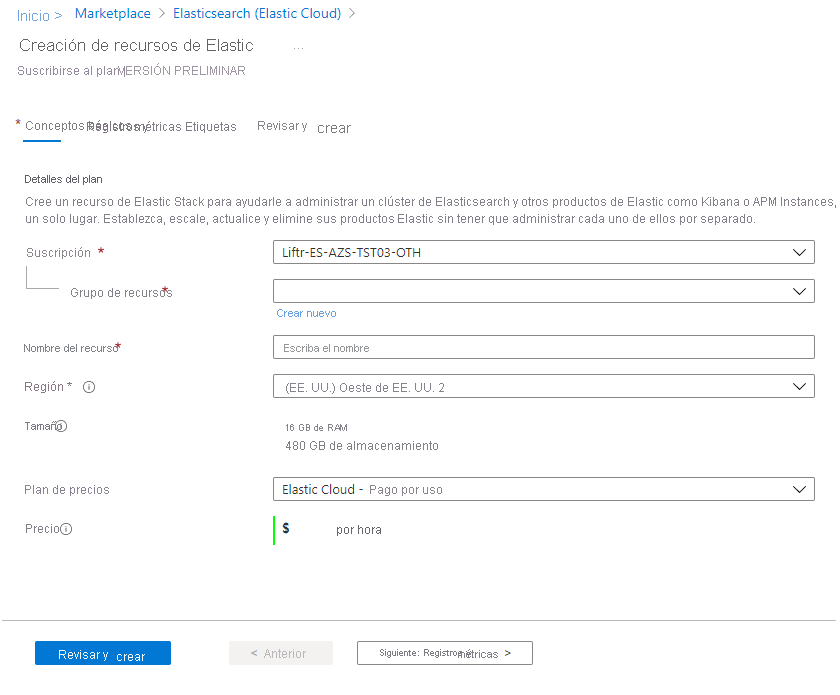 Inicio > Marketplace > Elasticsearch (Elastic Cloud) >
Creación de recursos de Elastic ...
Suscribirse al plan VERSIÓN PRELIMINAR
* Conceptos básicos Registros y métricas Etiquetas Revisar y crear
Detalles del plan
Cree un recurso de Elastic Stack para ayudarle a administrar un clúster de Elasticsearch y otros productos de Elastic como Kibana o APM Instances,
un solo lugar. Establezca, escale, actualice y elimine sus productos Elastic sin tener que administrar cada uno de ellos por separado.
Suscripción * Liftr-ES-AZS-TST03-OTH
Grupo de recursos *
Crear nuevo
Nombre del recurso * Escriba el nombre
Región * (EE. UU.) Oeste de EE. UU. 2
Tamaño 16 GB de RAM
480 GB de almacenamiento
Plan de precios Elastic Cloud - Pago por uso
Precio $ por hora
Revisar y crear < Anterior Siguiente: Registros y métricas >